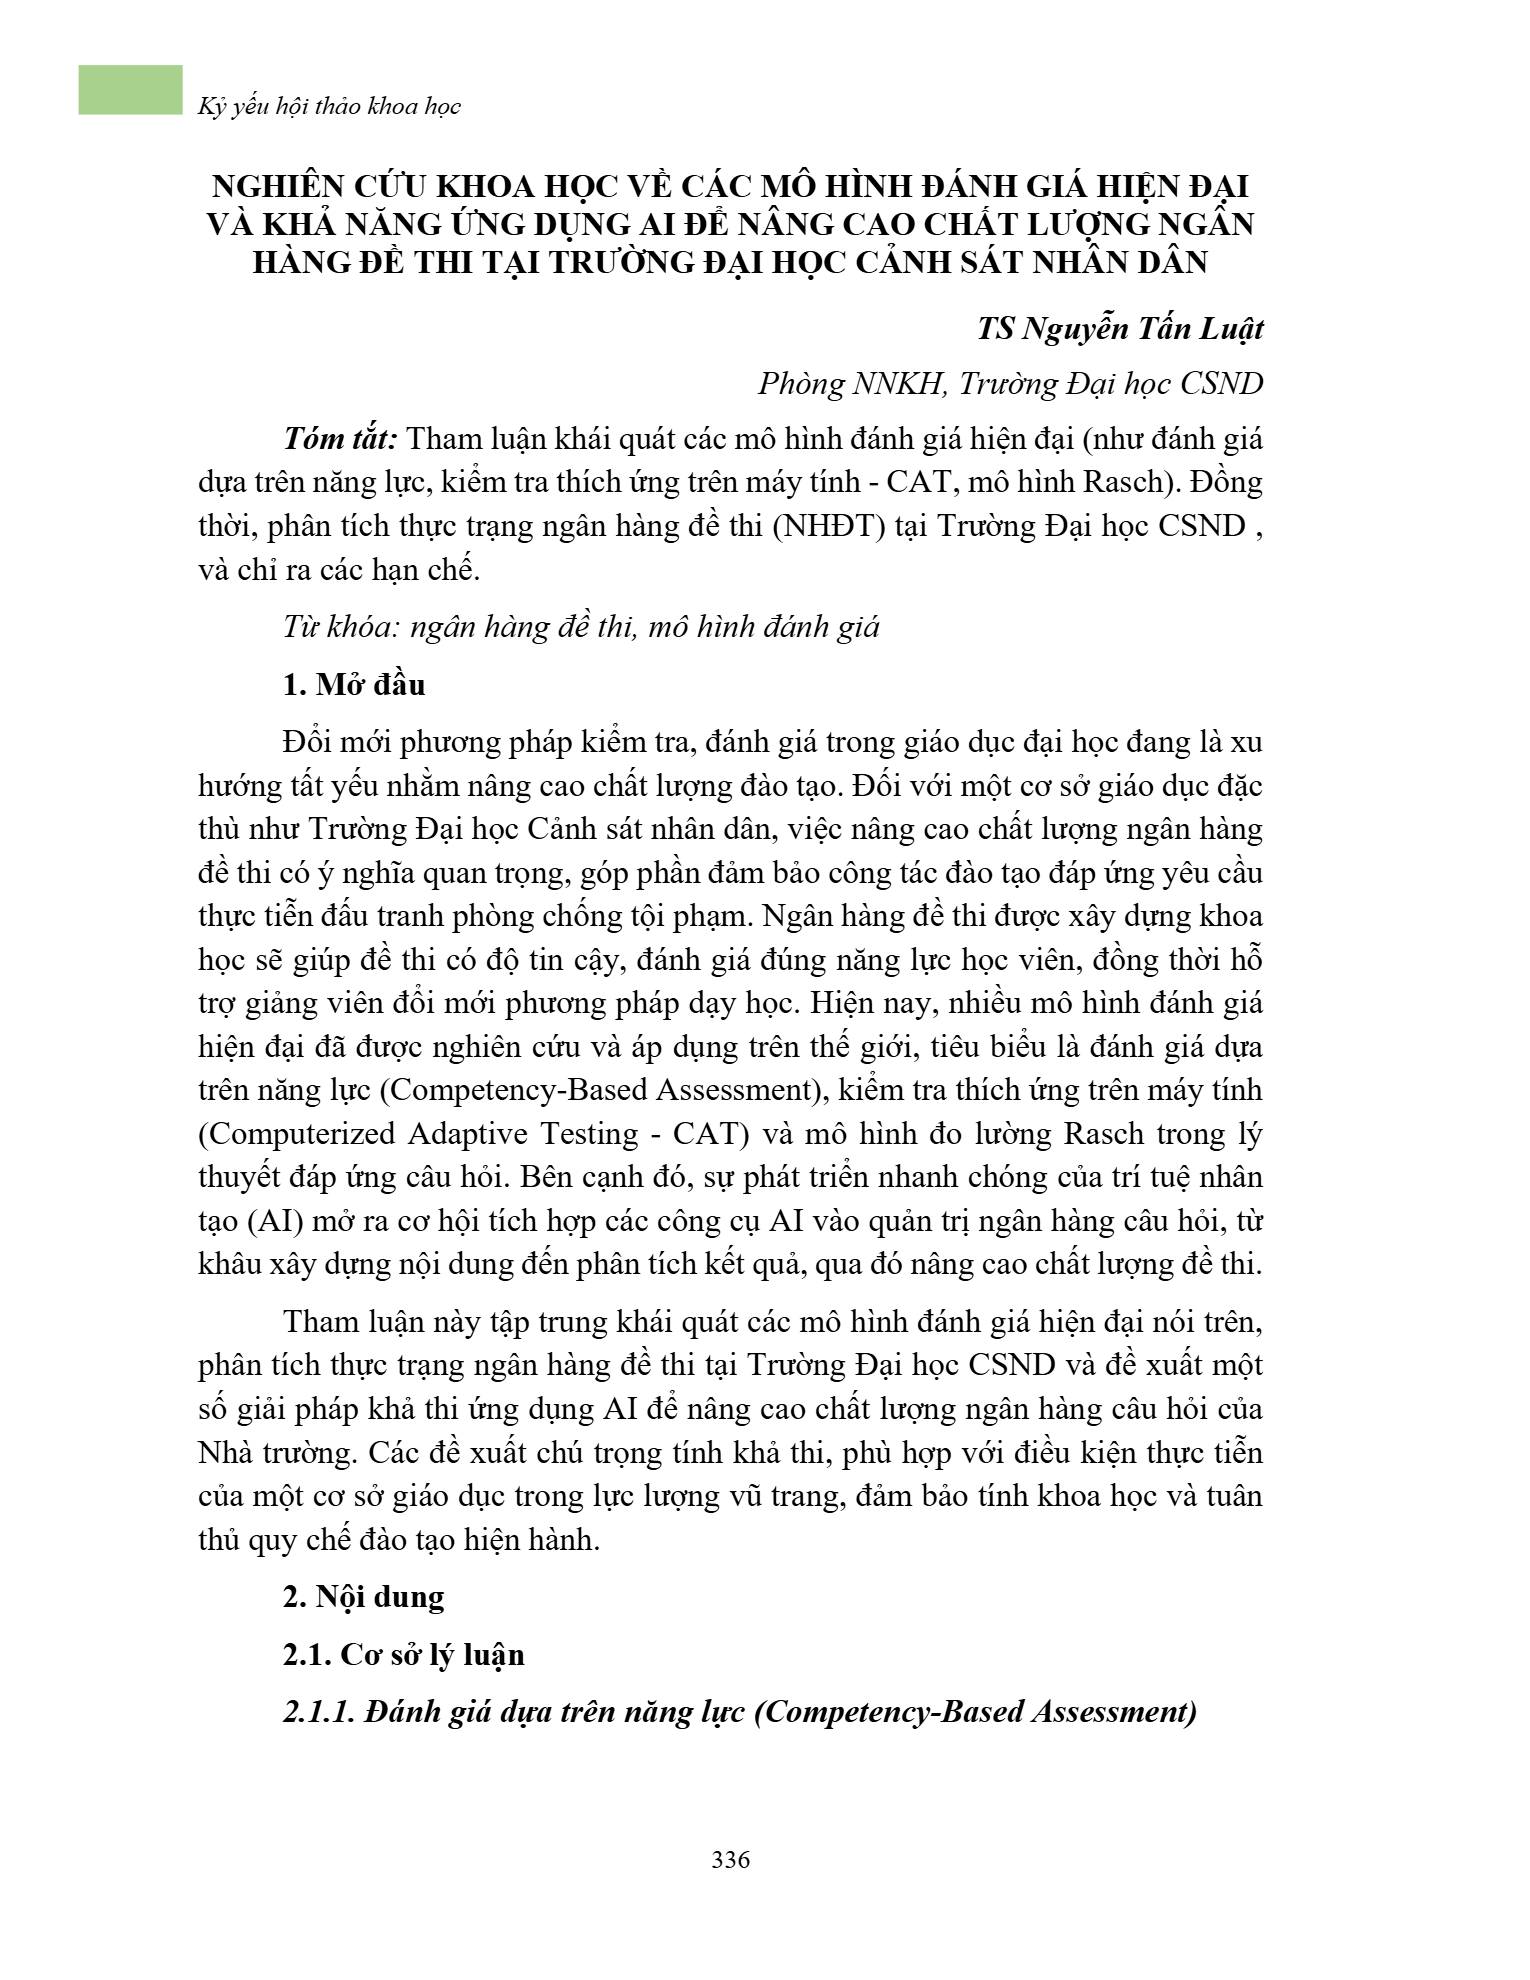 Kỷ yếu hội thảo khoa học
NGHIÊN CỨU KHOA HỌC VỀ CÁC MÔ HÌNH ĐÁNH GIÁ HIỆN ĐẠI
VÀ KHẢ NĂNG ỨNG DỤNG AI ĐỂ NÂNG CAO CHẤT LƯỢNG NGÂN
HÀNG ĐỀ THI TẠI TRƯỜNG ĐẠI HỌC CẢNH SÁT NHÂN DÂN
TS Nguyễn Tấn Luật
Phòng NNKH, Trường Đại học CSND
Tóm tắt: Tham luận khái quát các mô hình đánh giá hiện đại (như đánh giá
dựa trên năng lực, kiểm tra thích ứng trên máy tính - CAT, mô hình Rasch). Đồng
thời, phân tích thực trạng ngân hàng đề thi (NHĐT) tại Trường Đại học CSND ,
và chỉ ra các hạn chế.
Từ khóa: ngân hàng đề thi, mô hình đánh giá
1. Mở đầu
Đổi mới phương pháp kiểm tra, đánh giá trong giáo dục đại học đang là xu
hướng tất yếu nhằm nâng cao chất lượng đào tạo. Đối với một cơ sở giáo dục đặc
thù như Trường Đại học Cảnh sát nhân dân, việc nâng cao chất lượng ngân hàng
đề thi có ý nghĩa quan trọng, góp phần đảm bảo công tác đào tạo đáp ứng yêu cầu
thực tiễn đấu tranh phòng chống tội phạm. Ngân hàng đề thi được xây dựng khoa
học sẽ giúp đề thi có độ tin cậy, đánh giá đúng năng lực học viên, đồng thời hỗ
trợ giảng viên đổi mới phương pháp dạy học. Hiện nay, nhiều mô hình đánh giá
hiện đại đã được nghiên cứu và áp dụng trên thế giới, tiêu biểu là đánh giá dựa
trên năng lực (Competency-Based Assessment), kiểm tra thích ứng trên máy tính
(Computerized Adaptive Testing - CAT) và mô hình đo lường Rasch trong lý
thuyết đáp ứng câu hỏi. Bên cạnh đó, sự phát triển nhanh chóng của trí tuệ nhân
tạo (AI) mở ra cơ hội tích hợp các công cụ AI vào quản trị ngân hàng câu hỏi, từ
khâu xây dựng nội dung đến phân tích kết quả, qua đó nâng cao chất lượng đề thi.
Tham luận này tập trung khái quát các mô hình đánh giá hiện đại nói trên,
phân tích thực trạng ngân hàng đề thi tại Trường Đại học CSND và đề xuất một
số giải pháp khả thi ứng dụng AI để nâng cao chất lượng ngân hàng câu hỏi của
Nhà trường. Các đề xuất chú trọng tính khả thi, phù hợp với điều kiện thực tiễn
của một cơ sở giáo dục trong lực lượng vũ trang, đảm bảo tính khoa học và tuân
thủ quy chế đào tạo hiện hành.
2. Nội dung
2.1. Cơ sở lý luận
2.1.1. Đánh giá dựa trên năng lực (Competency-Based Assessment)
336